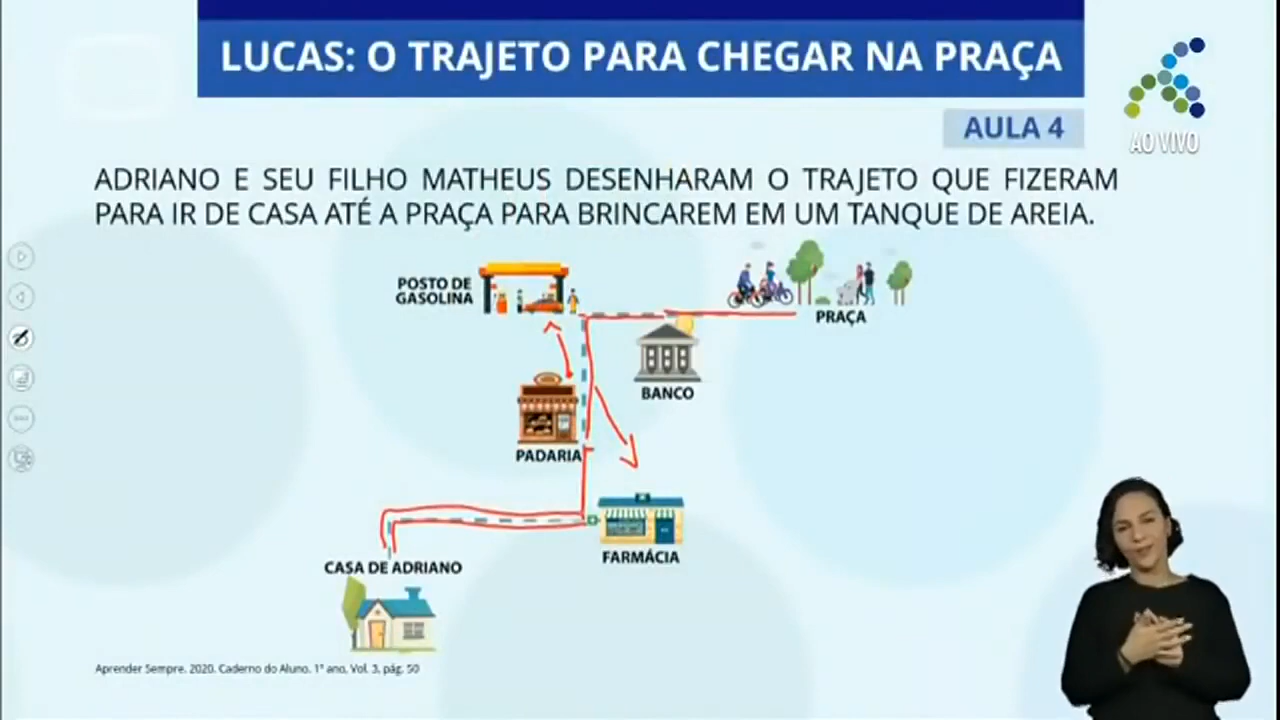 LUCAS: O TRAJETO PARA CHEGAR NA PRAÇA
AULA 4
AO VIVO
ADRIANO E SEU FILHO MATHEUS DESENHARAM O TRAJETO QUE FIZERAM
PARA IR DE CASA ATÉ A PRAÇA PARA BRINCAREM EM UM TANQUE DE AREIA.
POSTO DE
GASOLINA
PRAÇA
BANCO
PADARIA
FARMÁCIA
CASA DE ADRIANO
Aprender Sempre. 2020. Caderno do Aluno. 1º ano, Vol. 3, pág. 50